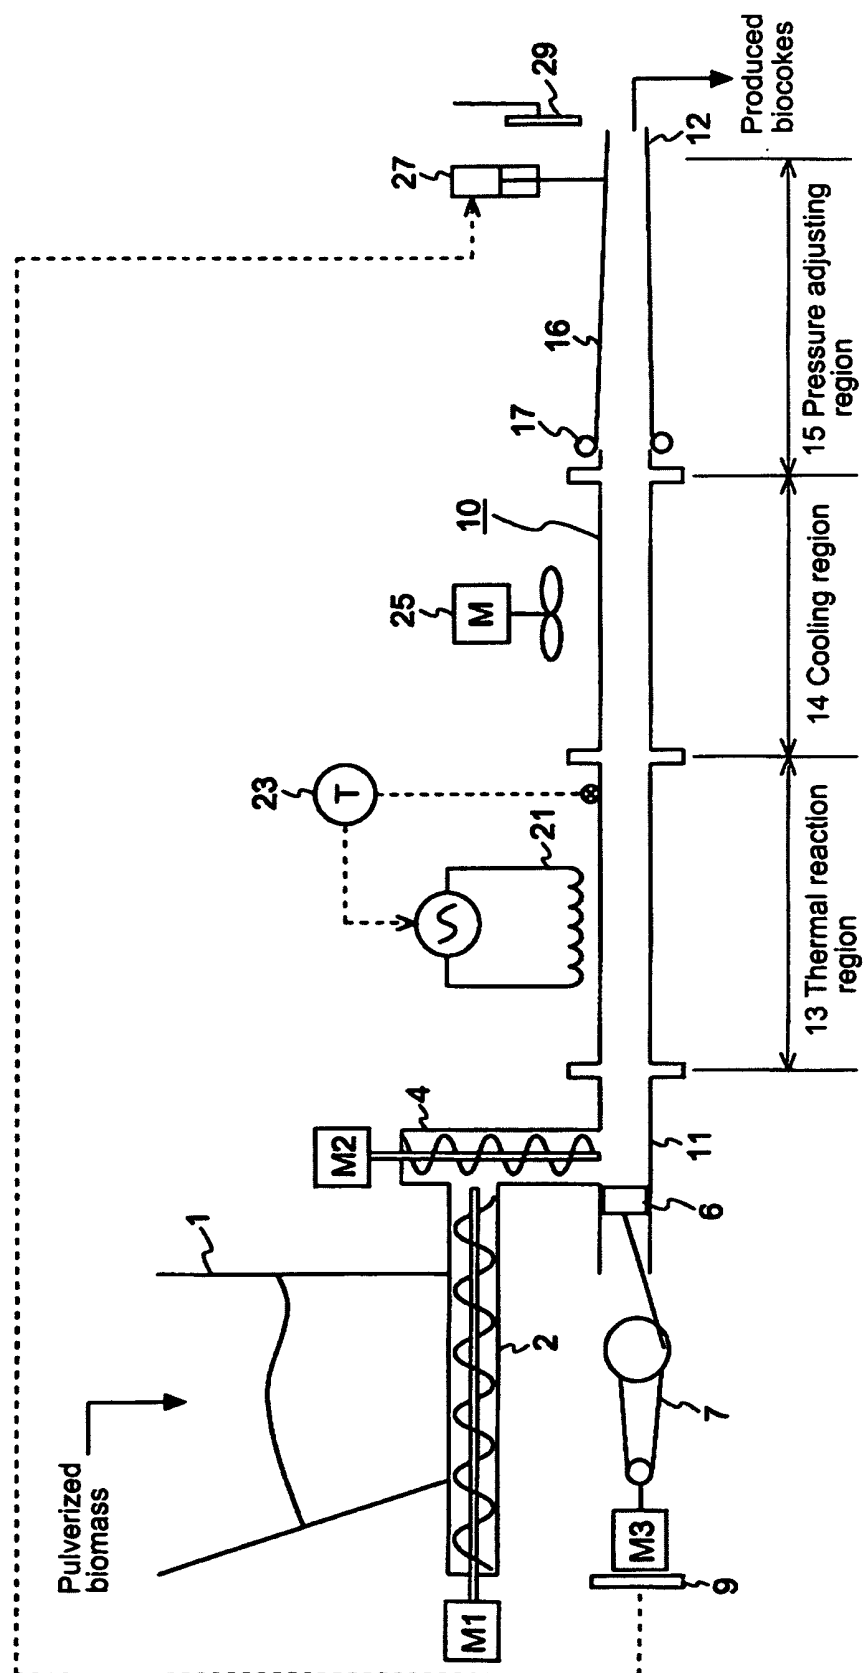 Pulverized
biomass
1
M1
2
M2
4
M3
9
7
6
11
23
T
21
25
M
10
17
16
27
29
12
Produced
biocokes
13 Thermal reaction
region
14 Cooling region
15 Pressure adjusting
region